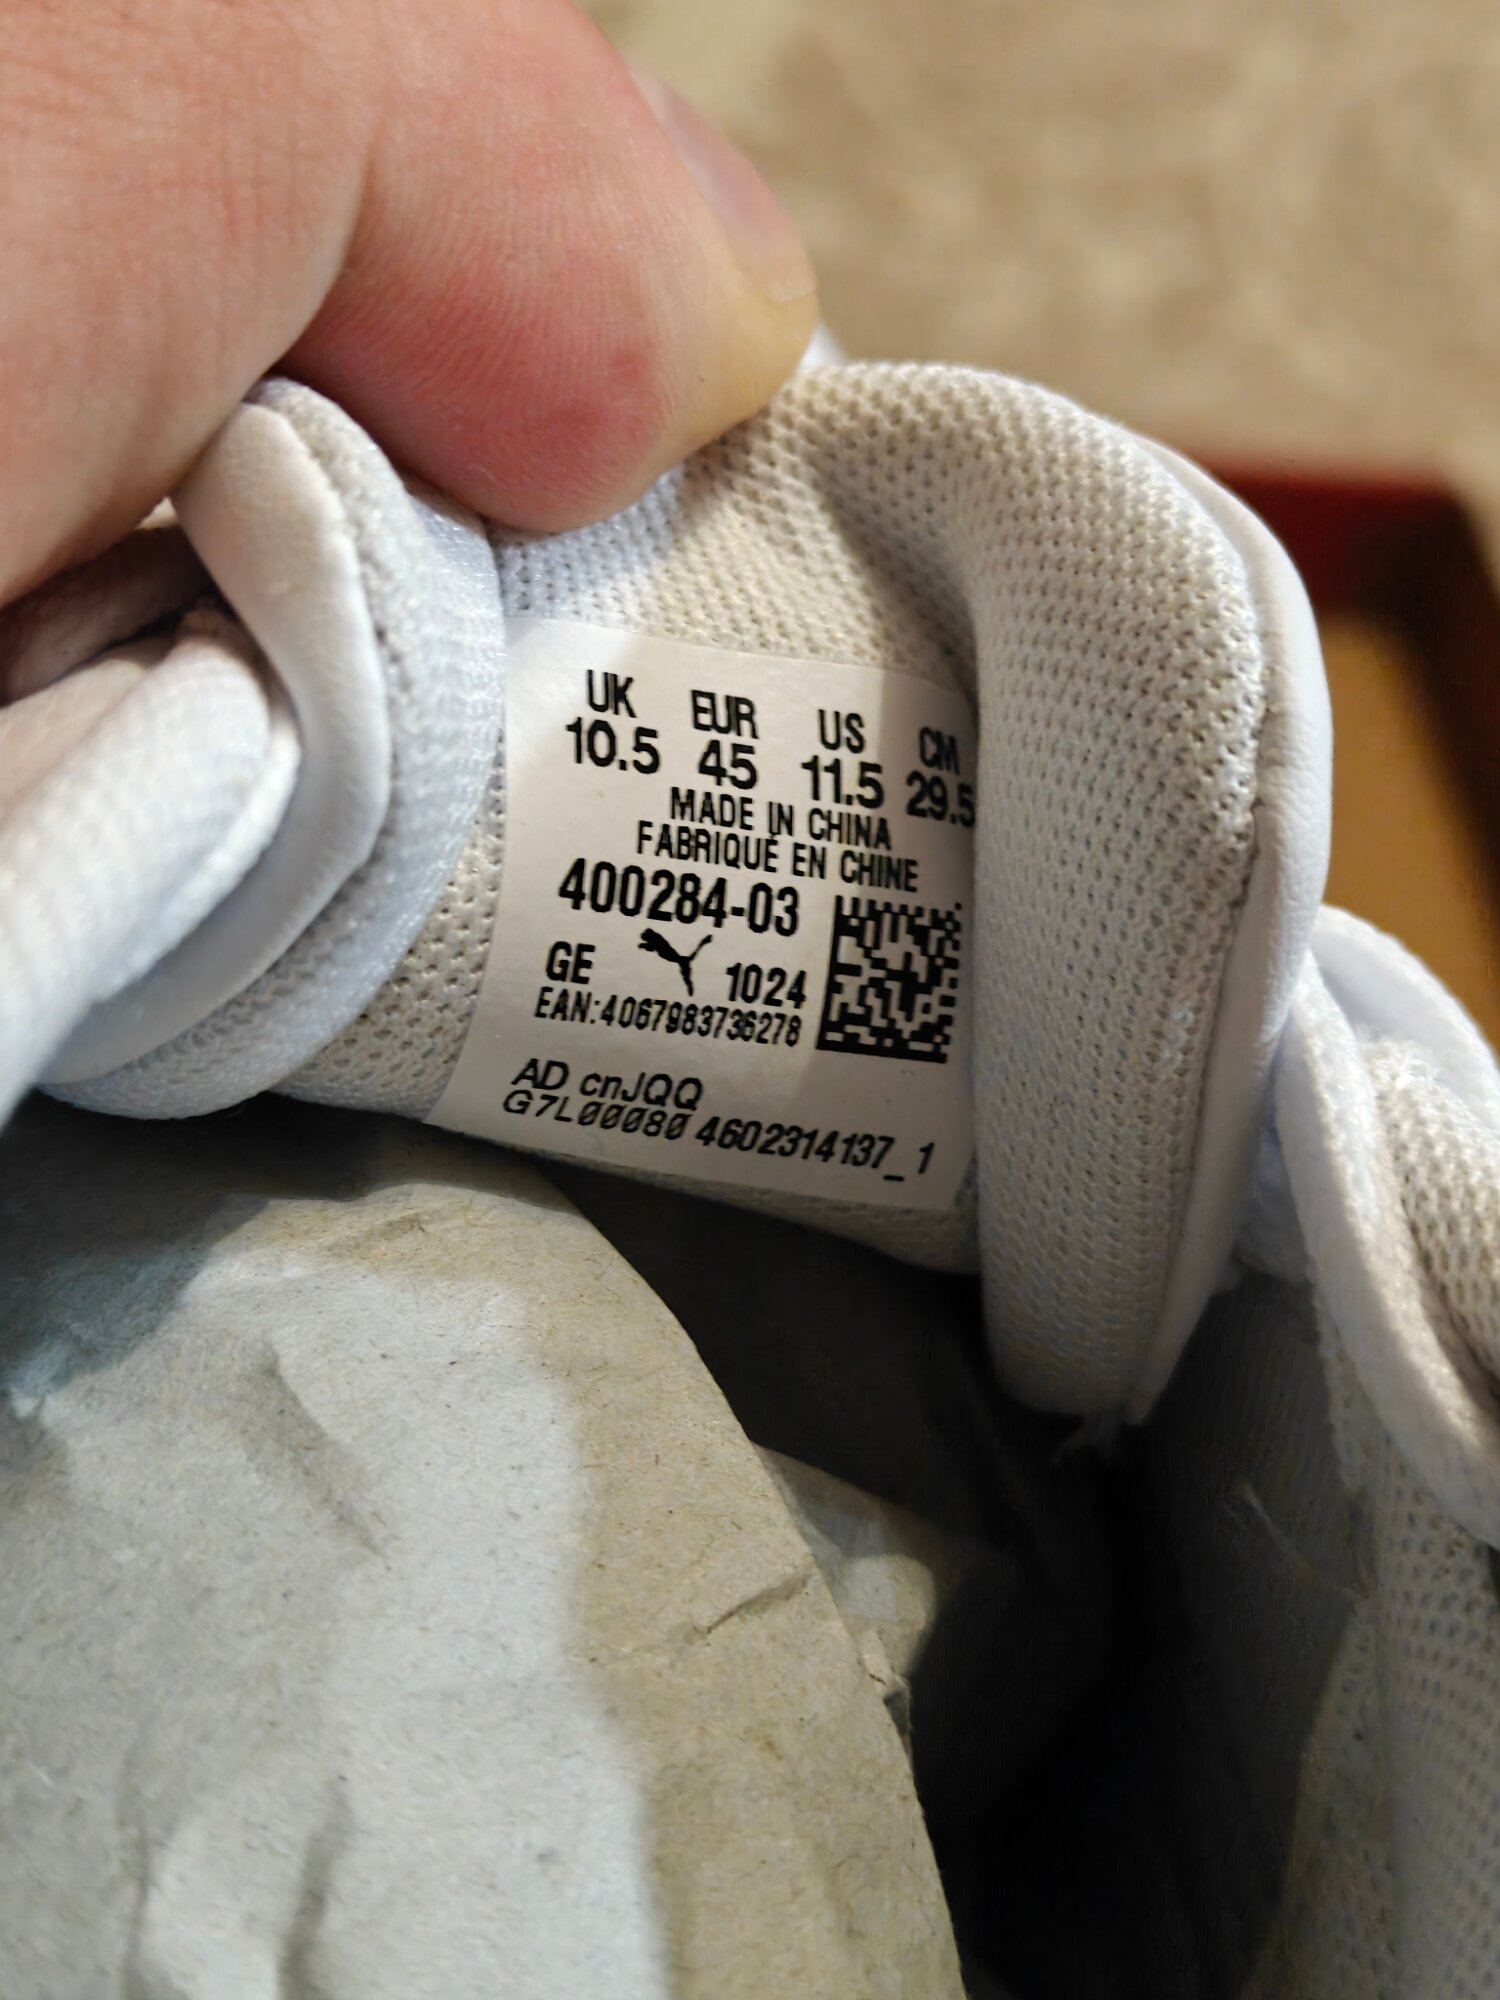 UK EUR US CM
10.5 45 11.5 29.5
MADE IN CHINA
FABRIQUÉ EN CHINE
400284-03
GE 1024
EAN:4067983736278
AD cnJQQ
G7L00080 4602314137_1